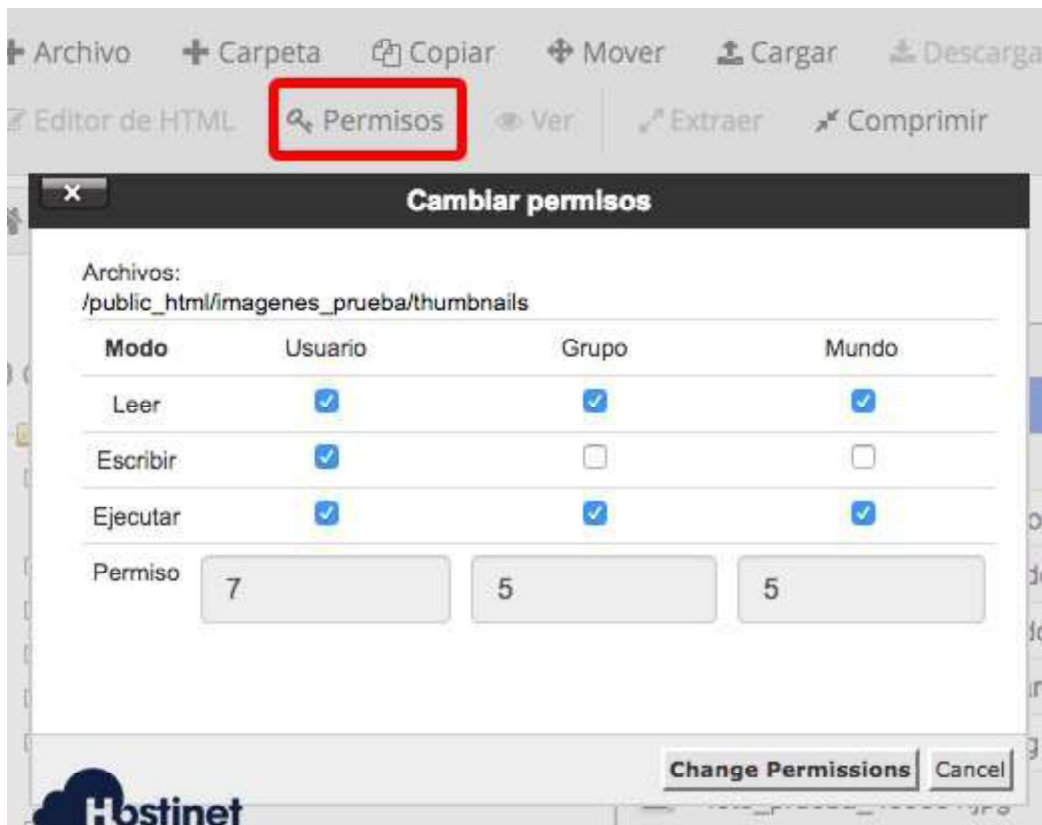 Archivo Carpeta Copiar Mover Cargar Descarga
Editor de HTML Permisos Ver Extraer Comprimir
Cambiar permisos
Archivos:
/public_html/imagenes_prueba/thumbnails
Modo Usuario Grupo Mundo
Leer
Escribir
Ejecutar
Permiso 7 5 5
Change Permissions Cancel
Hostinet